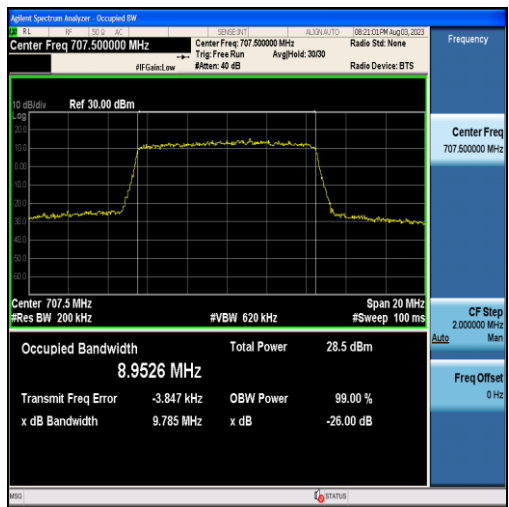 Agilent Spectrum Analyzer - Occupied BW
RL RF 50 Ω AC SENSE:INT ALIGN AUTO 08:21:01 PM Aug 03, 2023
Center Freq 707.500000 MHz
Center Freq: 707.500000 MHz
Radio Std: None
Trig: Free Run Avg|Hold: 30/30
#IFGain:Low #Atten: 40 dB Radio Device: BTS
10 dB/div Ref 30.00 dBm
Log
20.0
10.0
0.00
-10.0
-20.0
-30.0
-40.0
-50.0
-60.0
Center 707.5 MHz Span 20 MHz
#Res BW 200 kHz #VBW 620 kHz #Sweep 100 ms
Occupied Bandwidth Total Power 28.5 dBm
8.9526 MHz
Transmit Freq Error -3.847 kHz OBW Power 99.00 %
x dB Bandwidth 9.785 MHz x dB -26.00 dB
Frequency
Center Freq
707.500000 MHz
CF Step
2.000000 MHz
Auto Man
Freq Offset
0 Hz
MSG STATUS